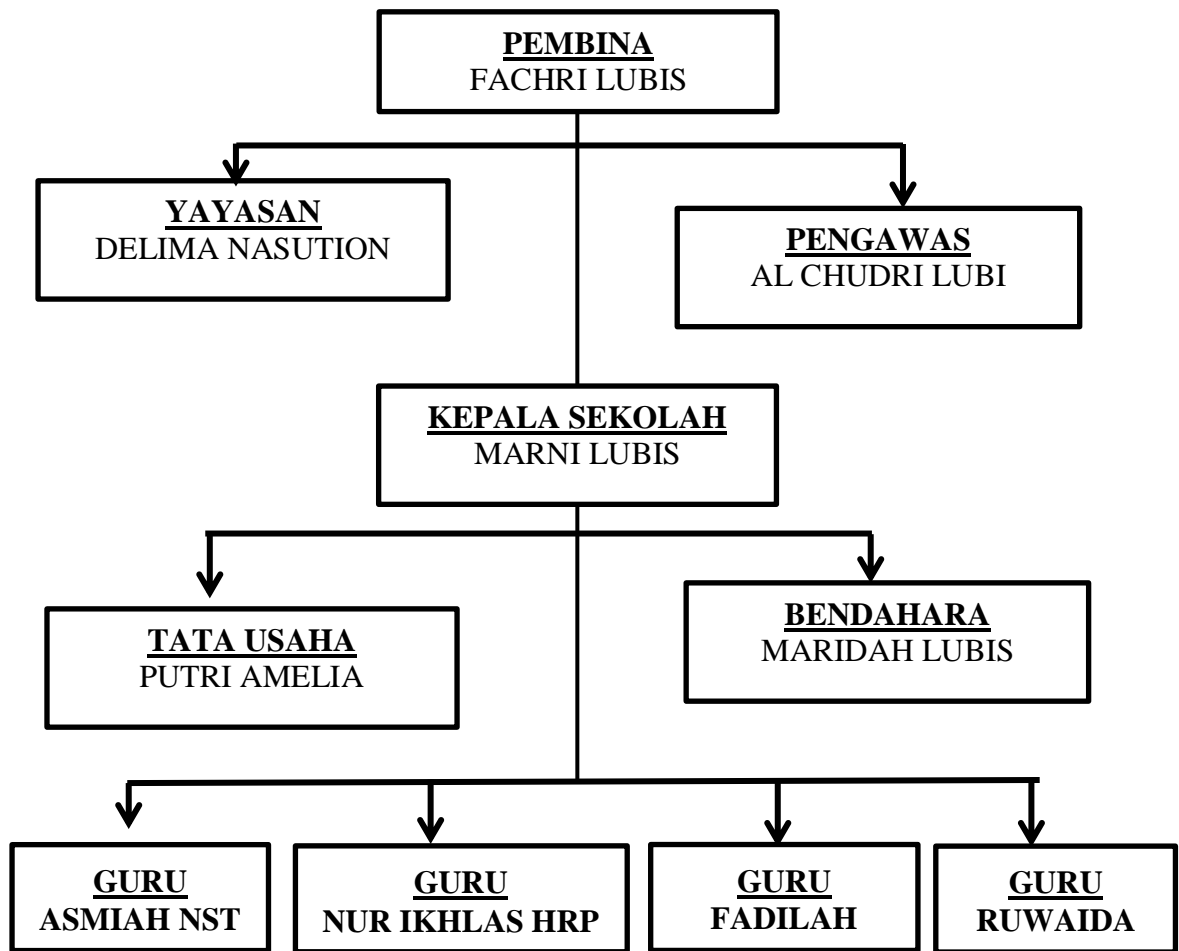 PEMBINA
FACHRI LUBIS
YAYASAN
DELIMA NASUTION
PENGAWAS
AL CHUDRI LUBI
KEPALA SEKOLAH
MARNI LUBIS
TATA USAHA
PUTRI AMELIA
BENDAHARA
MARIDAH LUBIS
GURU
ASMIAH NST
GURU
NUR IKHLAS HRP
GURU
FADILAH
GURU
RUWAIDA